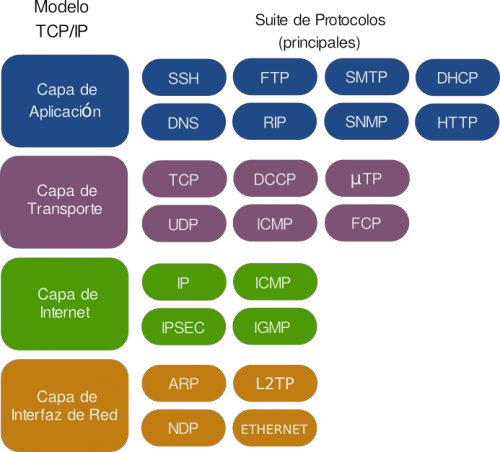 Modelo
TCP/IP
Suite de Protocolos
(principales)
Capa de
Aplicación
SSH FTP SMTP DHCP
DNS RIP SNMP HTTP
Capa de
Transporte
TCP DCCP µTP
UDP ICMP FCP
Capa de
Internet
IP ICMP
IPSEC IGMP
Capa de
Interfaz de Red
ARP L2TP
NDP ETHERNET